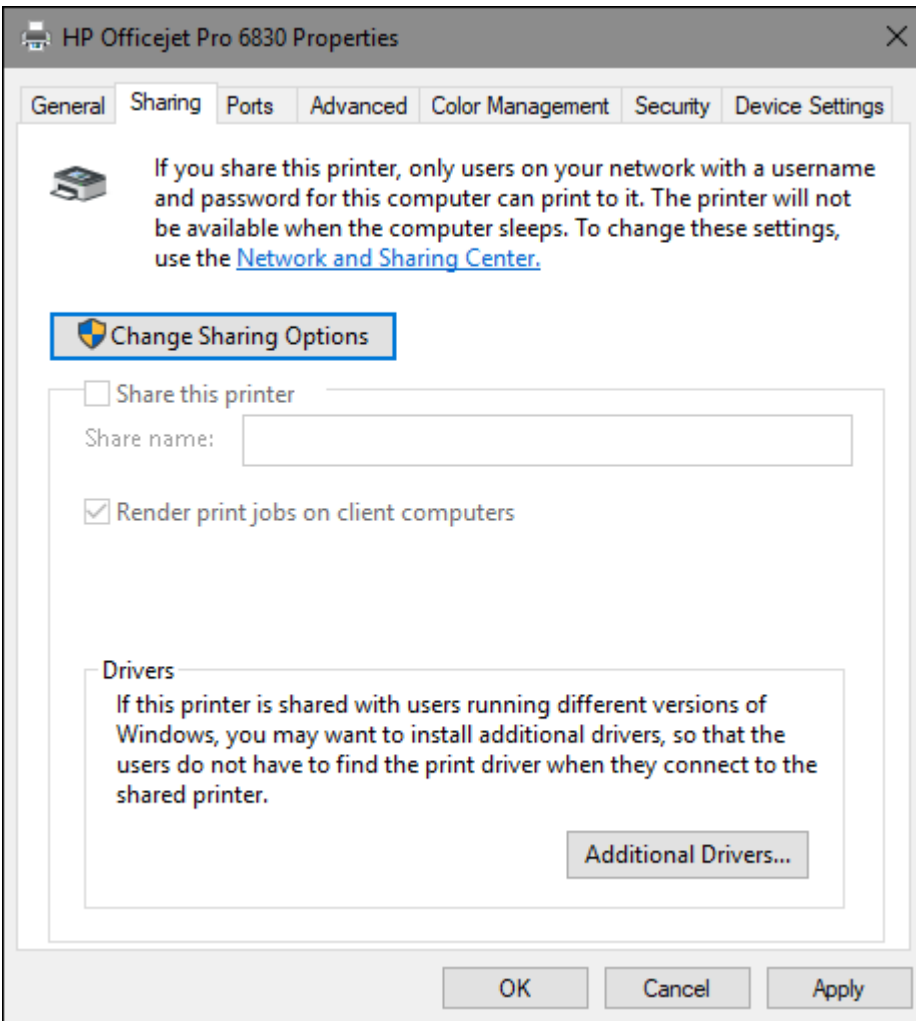 HP Officejet Pro 6830 Properties
General Sharing Ports Advanced Color Management Security Device Settings
If you share this printer, only users on your network with a username
and password for this computer can print to it. The printer will not
be available when the computer sleeps. To change these settings,
use the Network and Sharing Center.
Change Sharing Options
Share this printer
Share name:
Render print jobs on client computers
Drivers
If this printer is shared with users running different versions of
Windows, you may want to install additional drivers, so that the
users do not have to find the print driver when they connect to the
shared printer.
Additional Drivers...
OK Cancel Apply